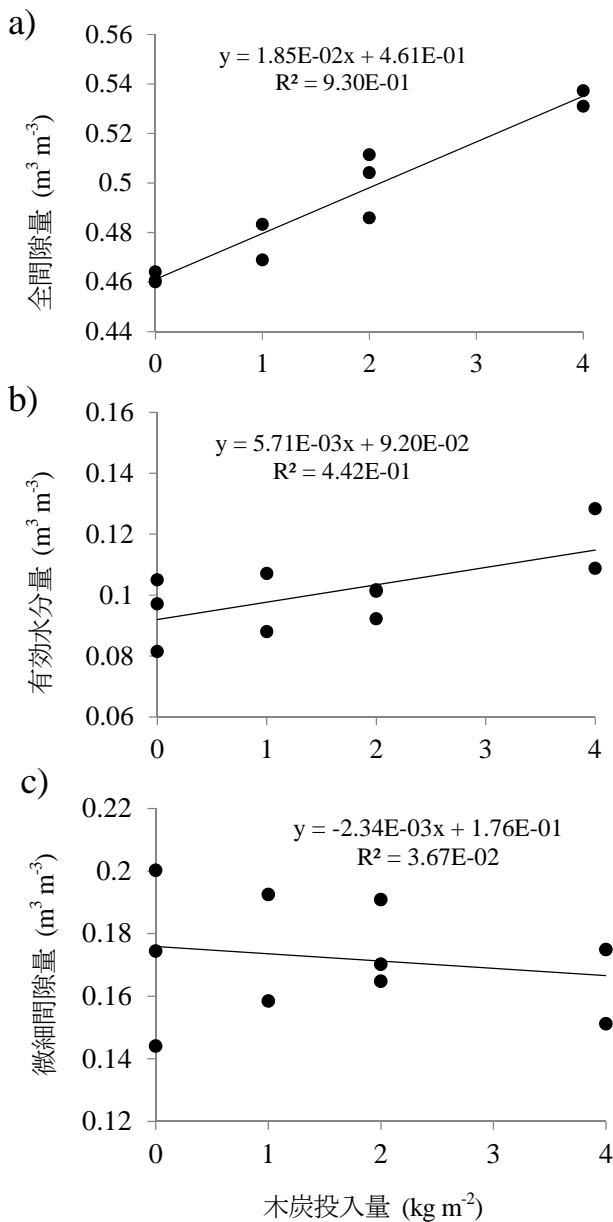 a)
y = 1.85E-02x + 4.61E-01
R² = 9.30E-01
全間隙量 (m³ m⁻³)
0.56
0.54
0.52
0.5
0.48
0.46
0.44
0 1 2 3 4
b)
y = 5.71E-03x + 9.20E-02
R² = 4.42E-01
有効水分量 (m³ m⁻³)
0.16
0.14
0.12
0.1
0.08
0.06
0 1 2 3 4
c)
y = -2.34E-03x + 1.76E-01
R² = 3.67E-02
微細間隙量 (m³ m⁻³)
0.22
0.2
0.18
0.16
0.14
0.12
0 1 2 3 4
木炭投入量 (kg m⁻²)